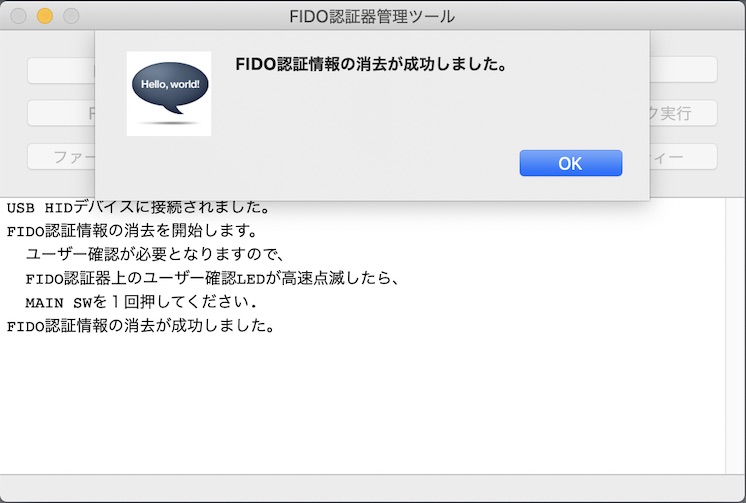 FIDO認証器管理ツール
FIDO認証情報の消去が成功しました。
Hello, world!
OK
ク実行
ファー
ィー
USB HIDデバイスに接続されました。
FIDO認証情報の消去を開始します。
ユーザー確認が必要となりますので、
FIDO認証器上のユーザー確認LEDが高速点滅したら、
MAIN SWを１回押してください.
FIDO認証情報の消去が成功しました。